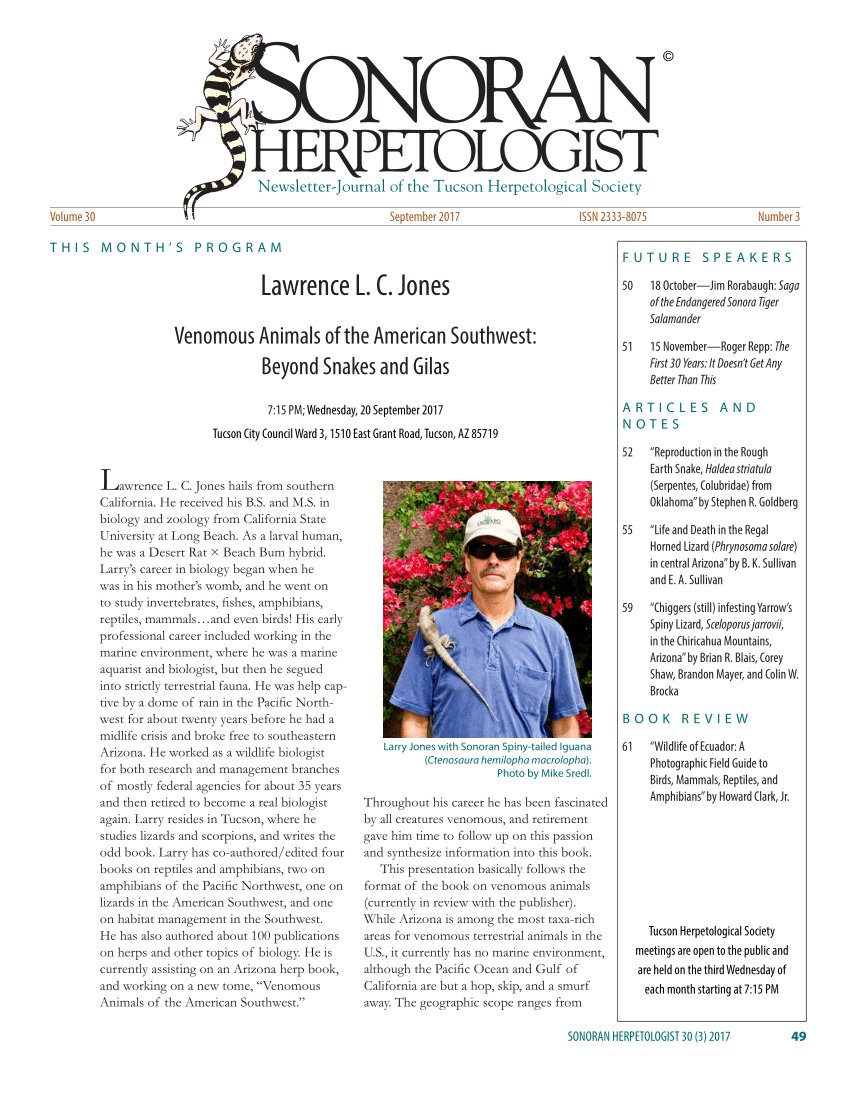 SONORAN ©
HERPETOLOGIST
Newsletter-Journal of the Tucson Herpetological Society
Volume 30 September 2017 ISSN 2333-8075 Number 3
THIS MONTH'S PROGRAM
Lawrence L. C. Jones
Venomous Animals of the American Southwest:
Beyond Snakes and Gilas
7:15 PM; Wednesday, 20 September 2017
Tucson City Council Ward 3, 1510 East Grant Road, Tucson, AZ 85719
Lawrence L. C. Jones hails from southern
California. He received his B.S. and M.S. in
biology and zoology from California State
University at Long Beach. As a larval human,
he was a Desert Rat × Beach Bum hybrid.
Larry's career in biology began when he
was in his mother's womb, and he went on
to study invertebrates, fishes, amphibians,
reptiles, mammals…and even birds! His early
professional career included working in the
marine environment, where he was a marine
aquarist and biologist, but then he segued
into strictly terrestrial fauna. He was help cap-
tive by a dome of rain in the Pacific North-
west for about twenty years before he had a
midlife crisis and broke free to southeastern
Arizona. He worked as a wildlife biologist
for both research and management branches
of mostly federal agencies for about 35 years
and then retired to become a real biologist
again. Larry resides in Tucson, where he
studies lizards and scorpions, and writes the
odd book. Larry has co-authored/edited four
books on reptiles and amphibians, two on
amphibians of the Pacific Northwest, one on
lizards in the American Southwest, and one
on habitat management in the Southwest.
He has also authored about 100 publications
on herps and other topics of biology. He is
currently assisting on an Arizona herp book,
and working on a new tome, “Venomous
Animals of the American Southwest.”
Larry Jones with Sonoran Spiny-tailed Iguana
(Ctenosaura hemilopha macrolopha).
Photo by Mike Sredl.
Throughout his career he has been fascinated
by all creatures venomous, and retirement
gave him time to follow up on this passion
and synthesize information into this book.
This presentation basically follows the
format of the book on venomous animals
(currently in review with the publisher).
While Arizona is among the most taxa-rich
areas for venomous terrestrial animals in the
U.S., it currently has no marine environment,
although the Pacific Ocean and Gulf of
California are but a hop, skip, and a smurf
away. The geographic scope ranges from
FUTURE SPEAKERS
50 18 October—Jim Rorabaugh: Saga
of the Endangered Sonora Tiger
Salamander
51 15 November—Roger Repp: The
First 30 Years: It Doesn't Get Any
Better Than This
ARTICLES AND
NOTES
52 “Reproduction in the Rough
Earth Snake, Haldea striatula
(Serpentes, Colubridae) from
Oklahoma” by Stephen R. Goldberg
55 “Life and Death in the Regal
Horned Lizard (Phrynosoma solare)
in central Arizona” by B. K. Sullivan
and E. A. Sullivan
59 “Chiggers (still) infesting Yarrow's
Spiny Lizard, Sceloporus jarrovii,
in the Chiricahua Mountains,
Arizona” by Brian R. Blais, Corey
Shaw, Brandon Mayer, and Colin W.
Brocka
BOOK REVIEW
61 “Wildlife of Ecuador: A
Photographic Field Guide to
Birds, Mammals, Reptiles, and
Amphibians” by Howard Clark, Jr.
Tucson Herpetological Society
meetings are open to the public and
are held on the third Wednesday of
each month starting at 7:15 PM
SONORAN HERPETOLOGIST 30 (3) 2017 49